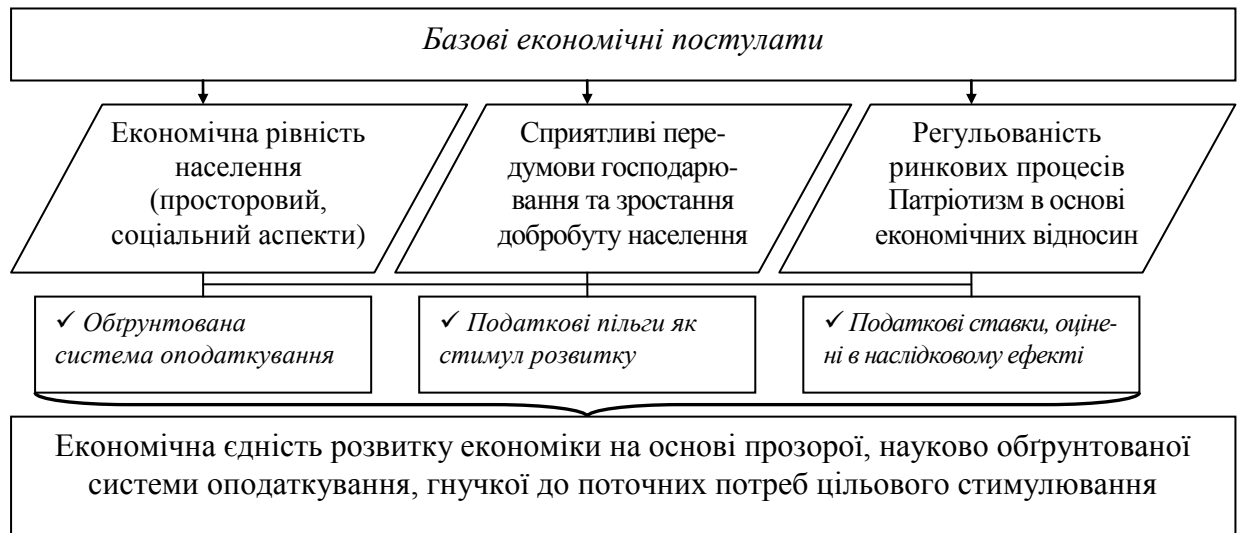 Базові економічні постулати
Економічна рівність
населення
(просторовий,
соціальний аспекти)
Сприятливі пере-
думови господарю-
вання та зростання
добробуту населення
Регульованість
ринкових процесів
Патріотизм в основі
економічних відносин
✓ Обґрунтована
система оподаткування
✓ Податкові пільги як
стимул розвитку
✓ Податкові ставки, оціне-
ні в наслідковому ефекті
Економічна єдність розвитку економіки на основі прозорої, науково обґрунтованої
системи оподаткування, гнучкої до поточних потреб цільового стимулювання